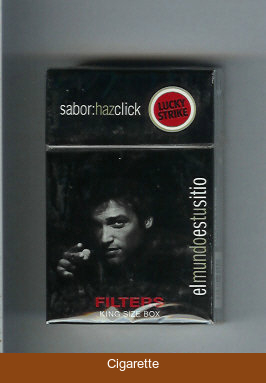 sabor:hazclick
LUCKY
STRIKE
elmundoestusitio
FILTERS
KING SIZE BOX
Cigarette